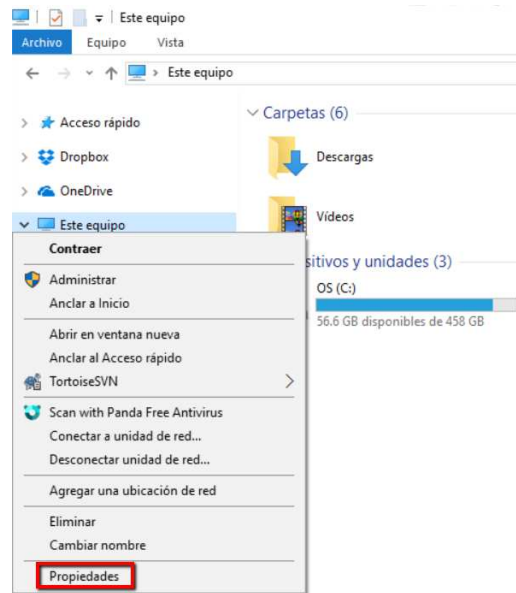 Este equipo
Archivo Equipo Vista
Este equipo
Acceso rápido
Dropbox
OneDrive
Este equipo
Carpetas (6)
Descargas
Vídeos
sitivos y unidades (3)
OS (C:)
56.6 GB disponibles de 458 GB
Contraer
Administrar
Anclar a Inicio
Abrir en ventana nueva
Anclar al Acceso rápido
TortoiseSVN
Scan with Panda Free Antivirus
Conectar a unidad de red...
Desconectar unidad de red...
Agregar una ubicación de red
Eliminar
Cambiar nombre
Propiedades